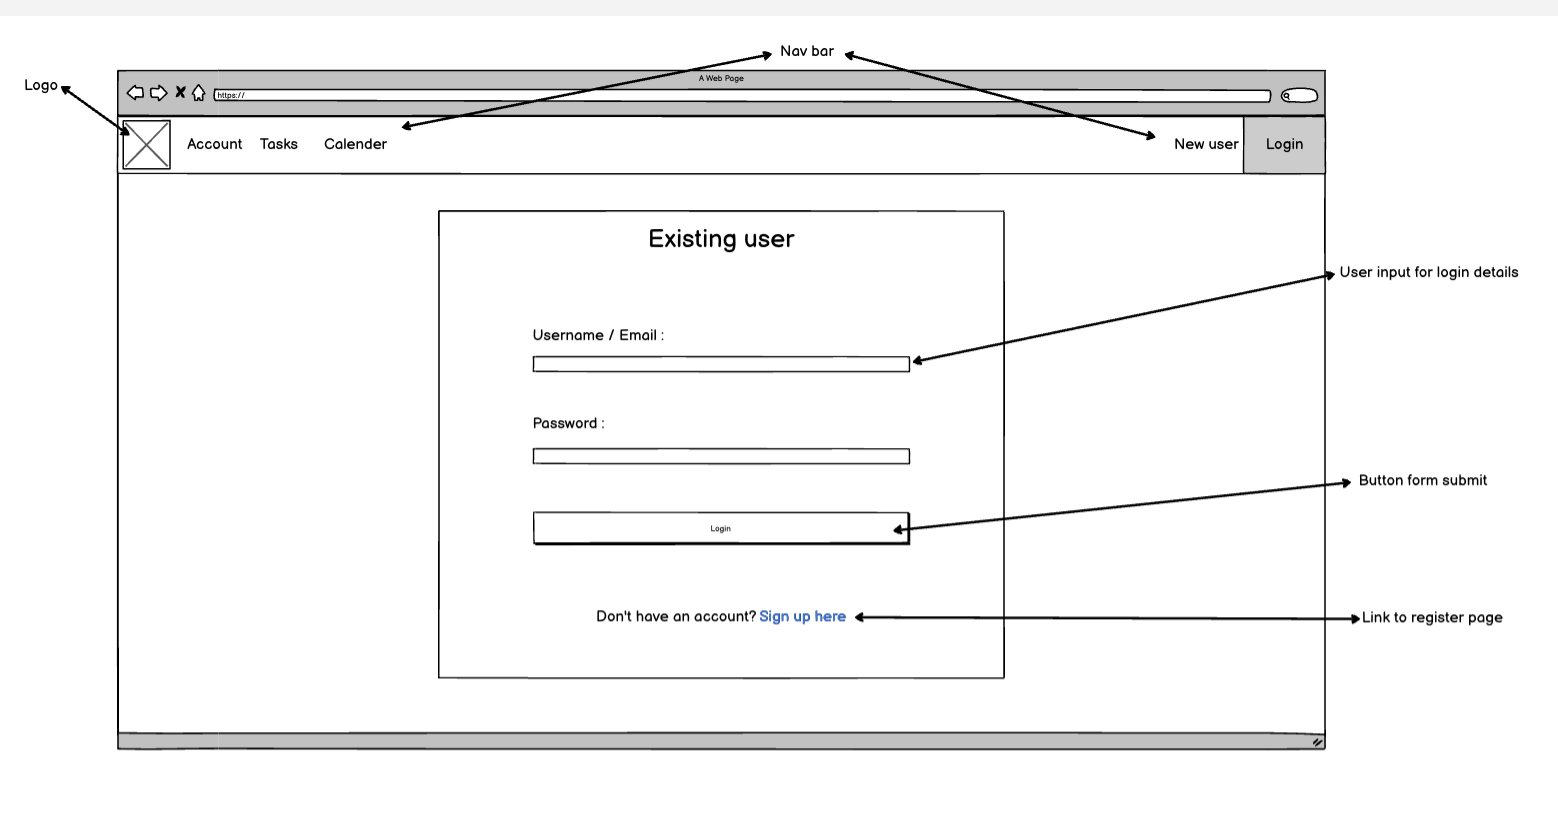 Nav bar
Logo
A Web Page
https://
Account Tasks Calender New user Login
Existing user
User input for login details
Username / Email :
Password :
Button form submit
Login
Don't have an account? Sign up here
Link to register page